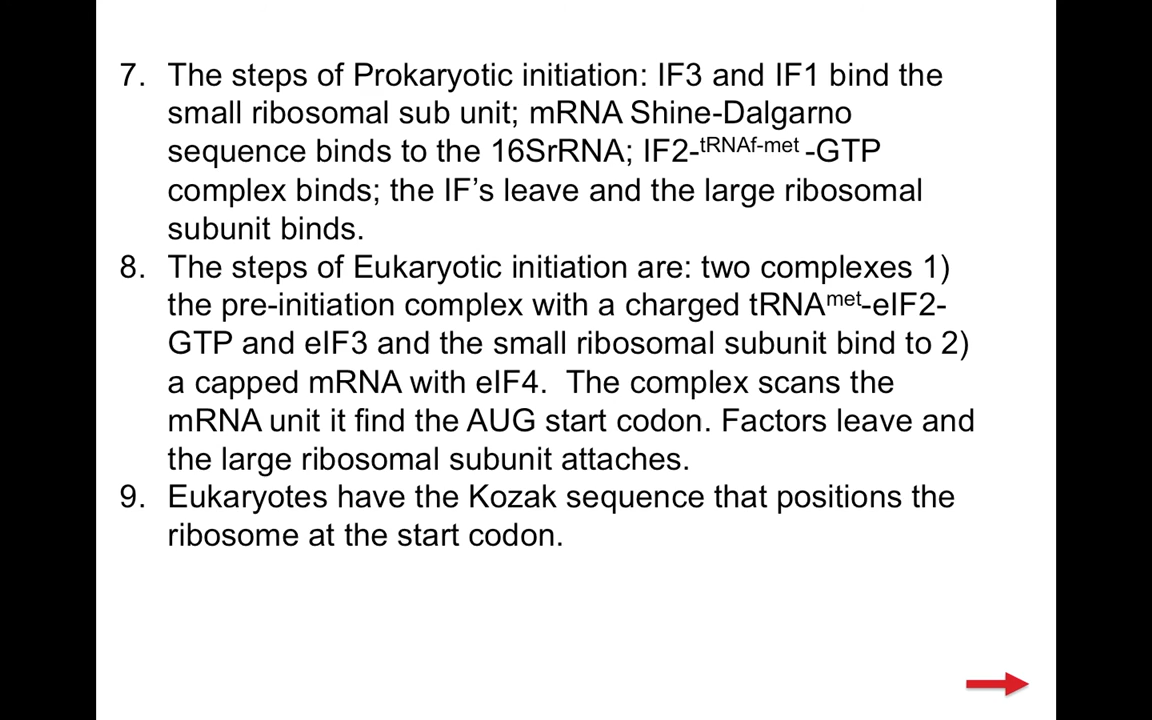 7. The steps of Prokaryotic initiation: IF3 and IF1 bind the
small ribosomal sub unit; mRNA Shine-Dalgarno
sequence binds to the 16SrRNA; IF2-tRNAf-met -GTP
complex binds; the IF’s leave and the large ribosomal
subunit binds.
8. The steps of Eukaryotic initiation are: two complexes 1)
the pre-initiation complex with a charged tRNAmet-eIF2-
GTP and eIF3 and the small ribosomal subunit bind to 2)
a capped mRNA with eIF4. The complex scans the
mRNA unit it find the AUG start codon. Factors leave and
the large ribosomal subunit attaches.
9. Eukaryotes have the Kozak sequence that positions the
ribosome at the start codon.